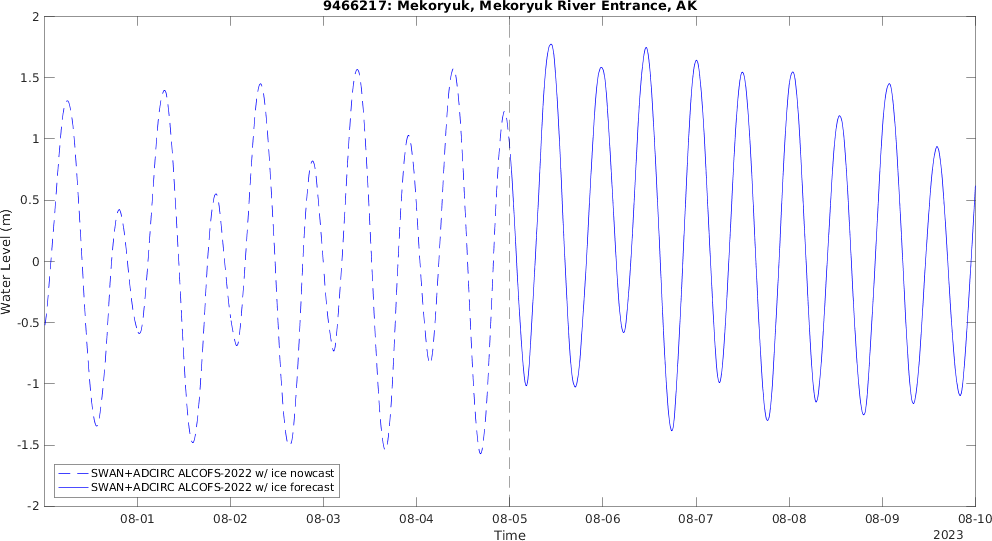 9466217: Mekoryuk, Mekoryuk River Entrance, AK
2
1.5
1
0.5
0
-0.5
-1
-1.5
-2
Water Level (m)
SWAN+ADCIRC ALCOFS-2022 w/ ice nowcast
SWAN+ADCIRC ALCOFS-2022 w/ ice forecast
08-01 08-02 08-03 08-04 08-05 08-06 08-07 08-08 08-09 08-10
Time
2023